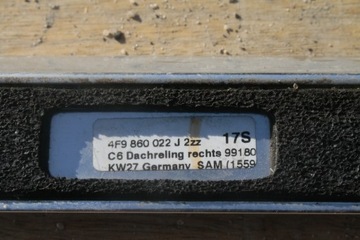 4F9 860 022 J 2zz 17S
C6 Dachreling rechts 99180
KW27 Germany SAM (1559